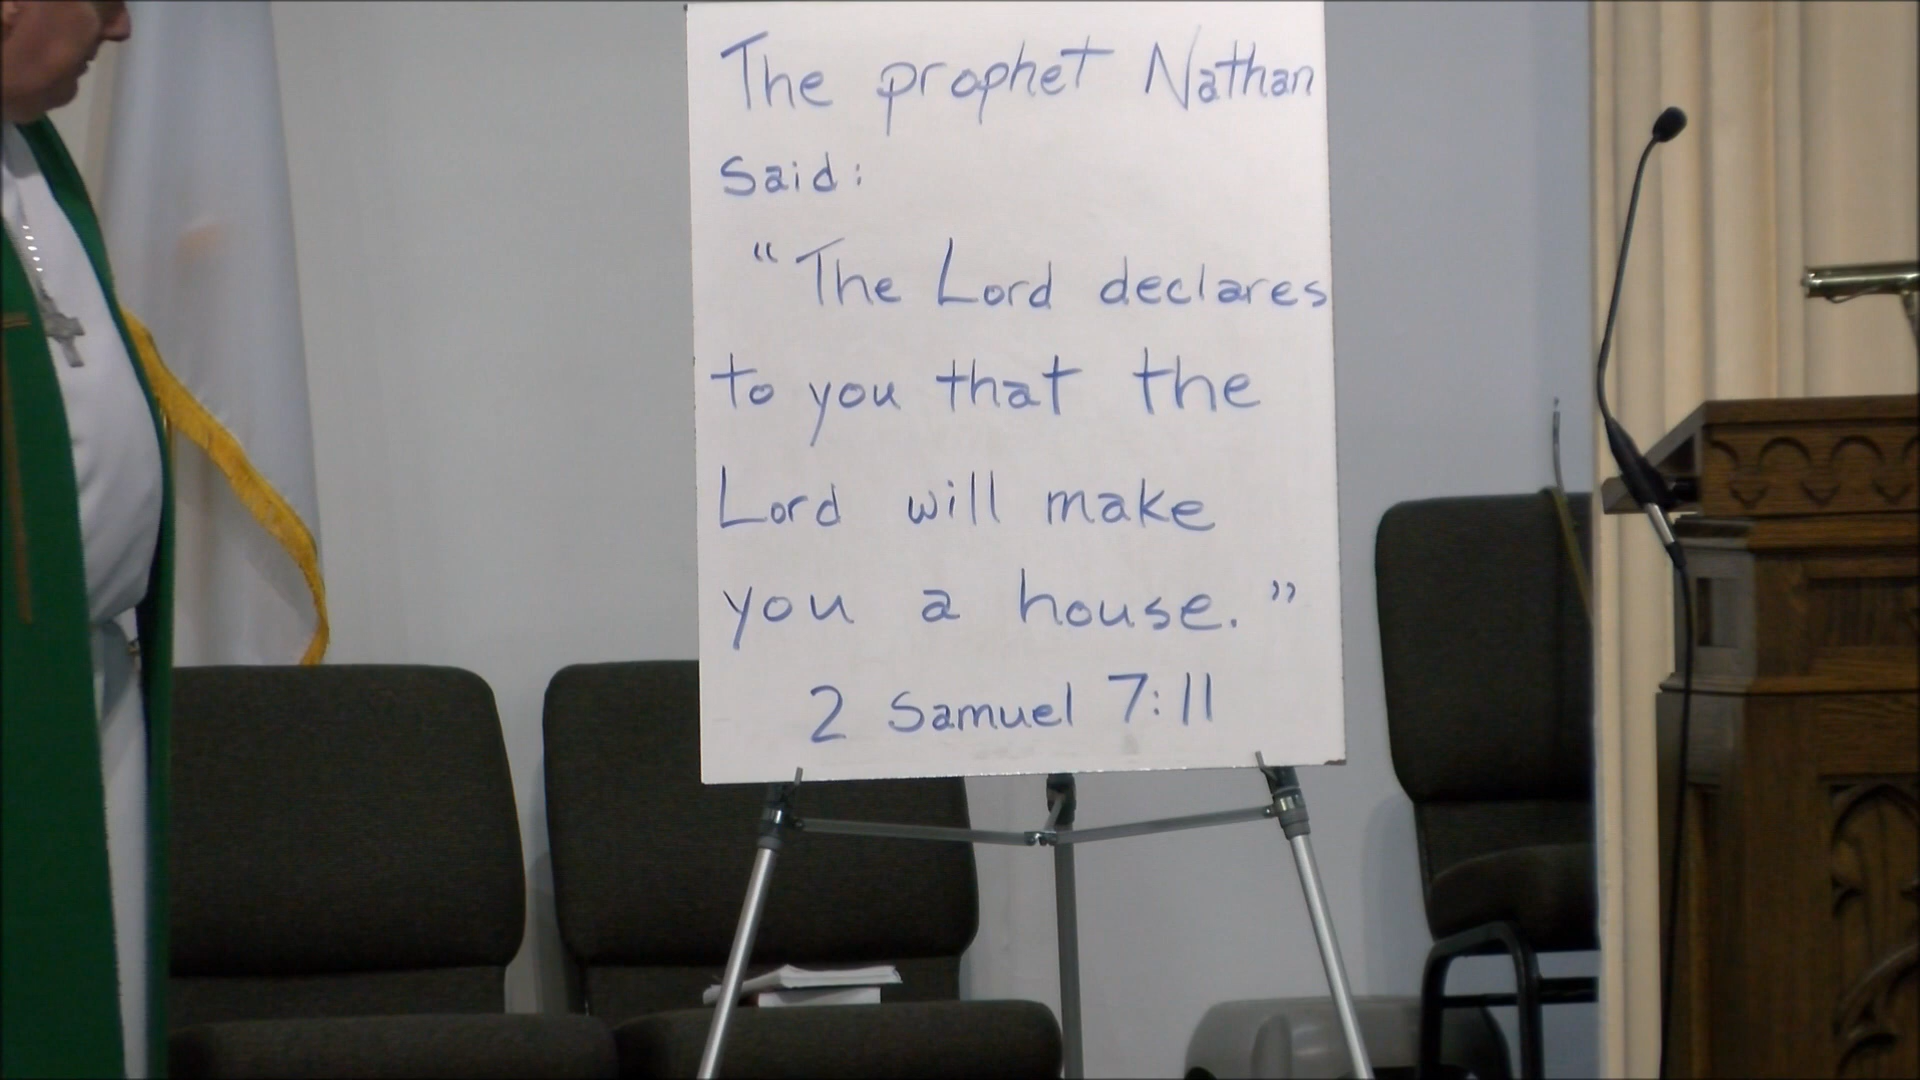 The prophet Nathan
said:
"The Lord declares
to you that the
Lord will make
you a house."
2 Samuel 7:11